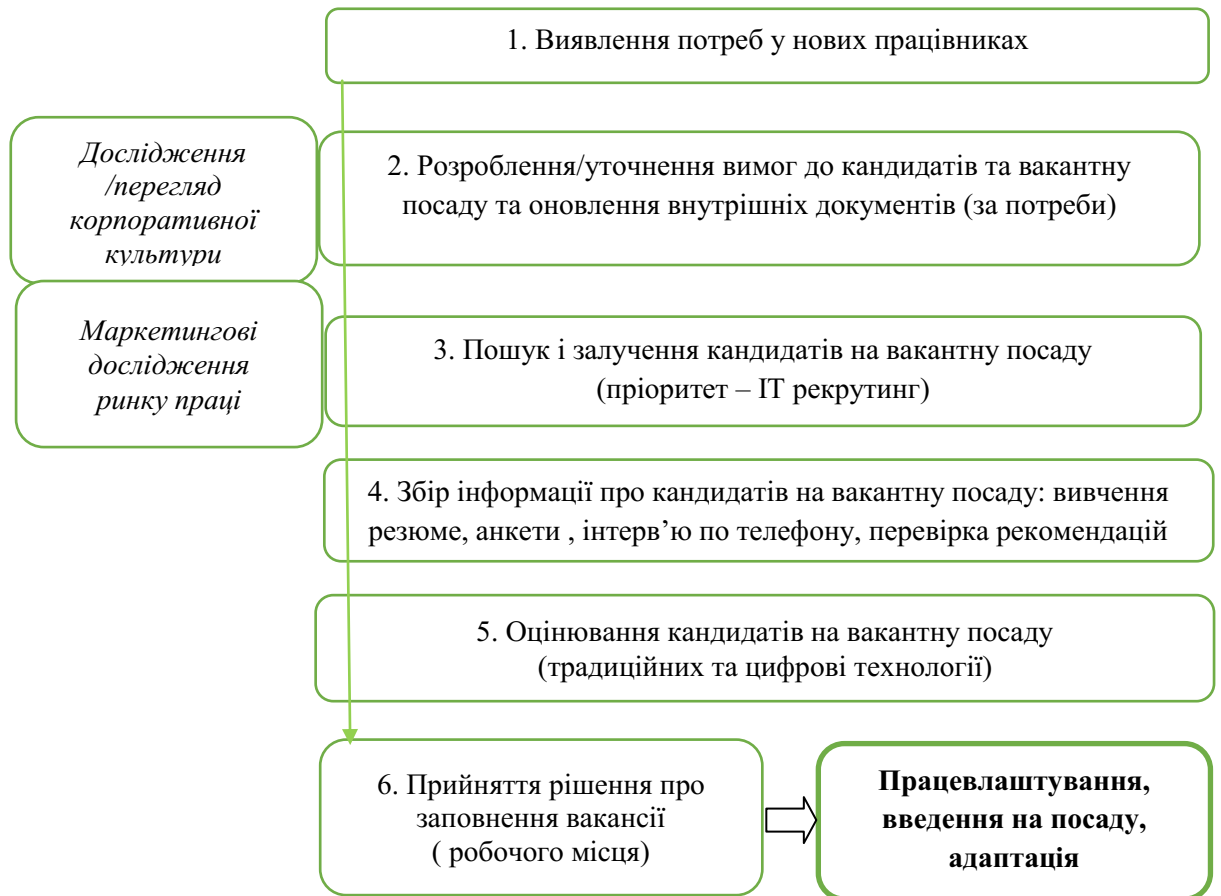 1. Виявлення потреб у нових працівниках
Дослідження
/перегляд
корпоративної
культури
2. Розроблення/уточнення вимог до кандидатів та вакантну
посаду та оновлення внутрішніх документів (за потреби)
Маркетингові
дослідження
ринку праці
3. Пошук і залучення кандидатів на вакантну посаду
(пріоритет – ІТ рекрутинг)
4. Збір інформації про кандидатів на вакантну посаду: вивчення
резюме, анкети , інтерв’ю по телефону, перевірка рекомендацій
5. Оцінювання кандидатів на вакантну посаду
(традиційних та цифрові технології)
6. Прийняття рішення про
заповнення вакансії
( робочого місця)
Працевлаштування,
введення на посаду,
адаптація